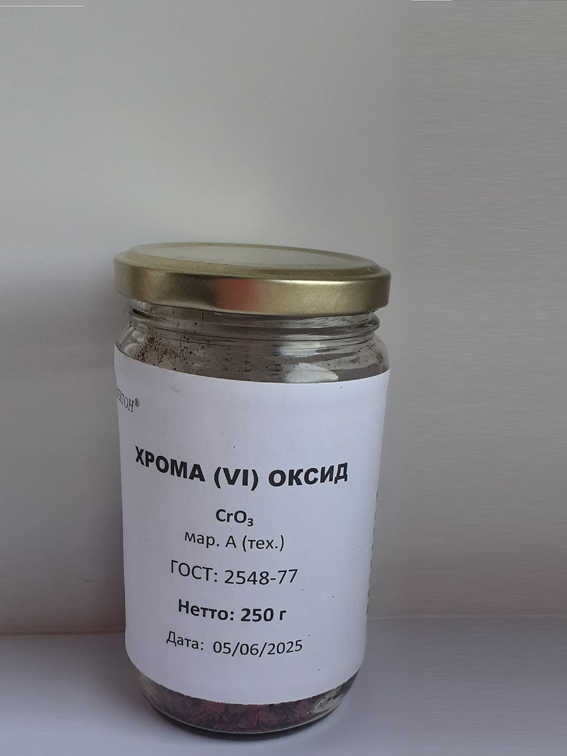 ХРОМА (VI) ОКСИД
CrO₃
мар. А (тех.)
ГОСТ: 2548-77
Нетто: 250 г
Дата: 05/06/2025